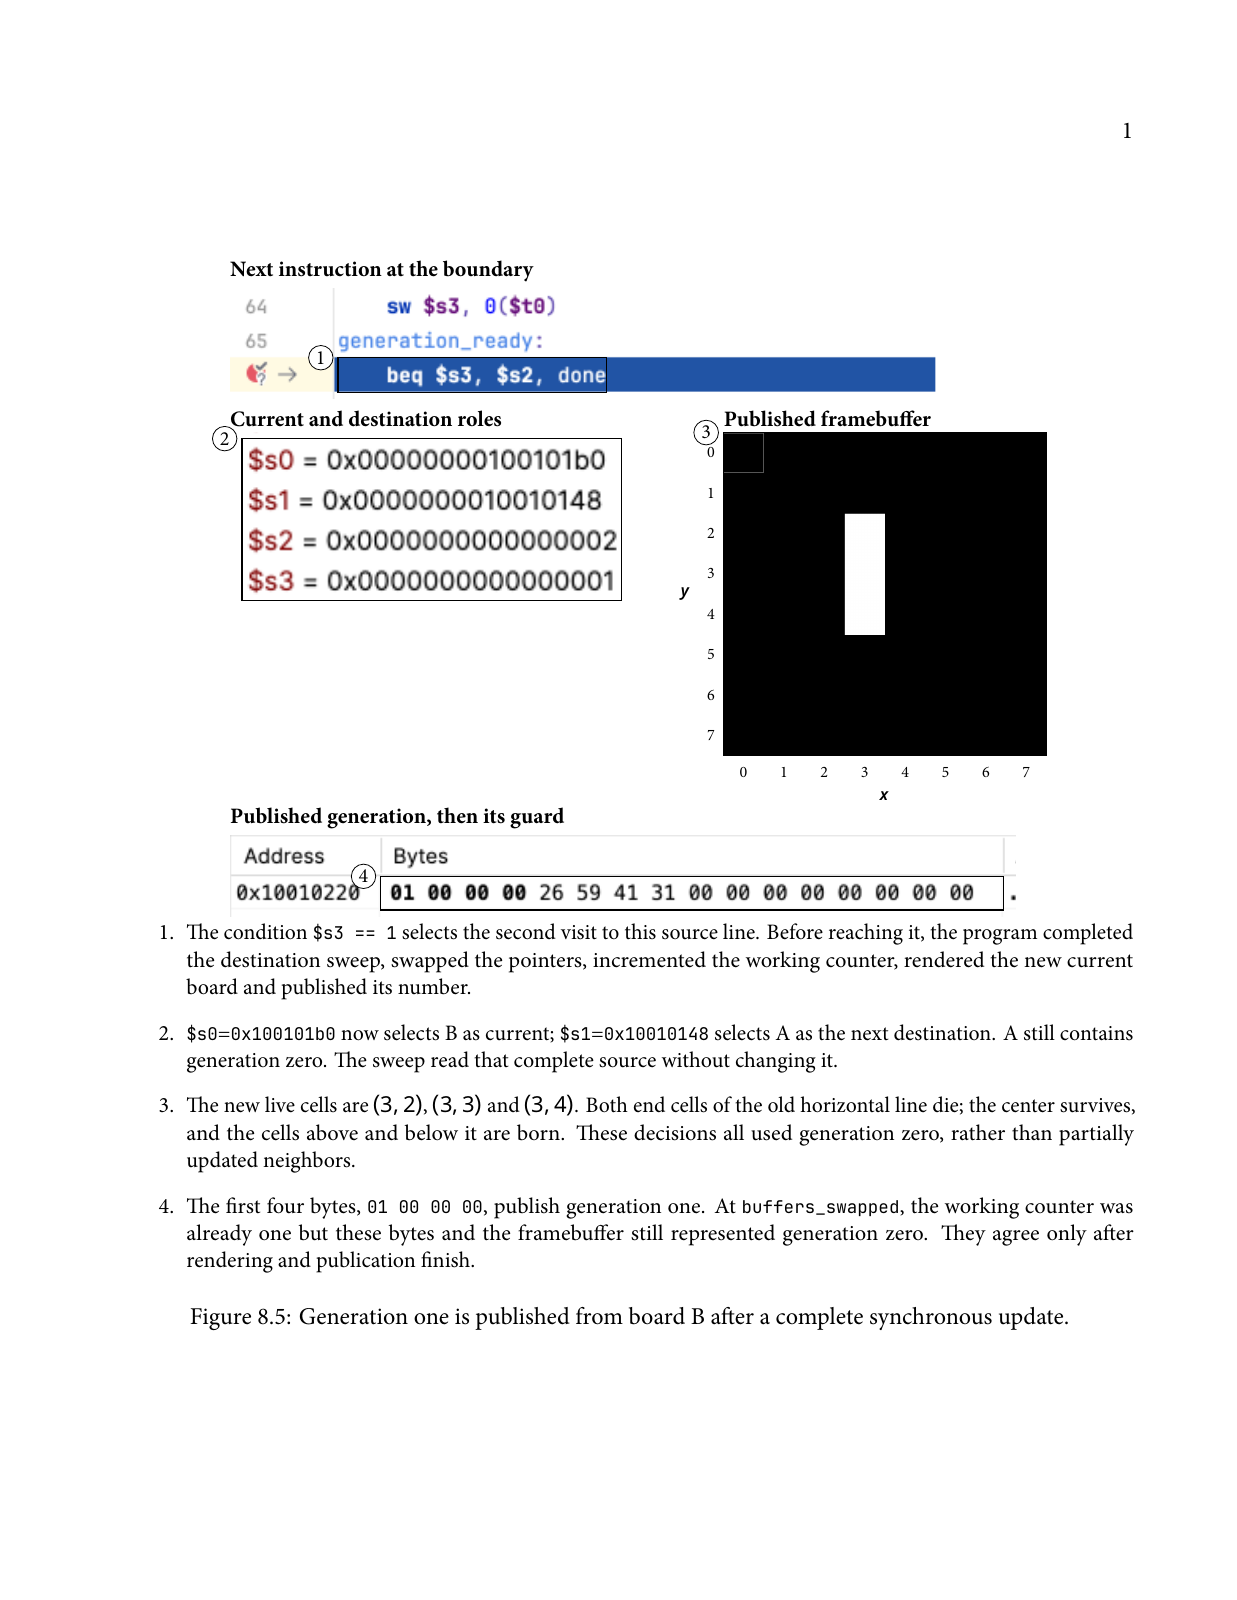 1
Next instruction at the boundary
64 sw $s3, 0($t0)
65 generation_ready:
1
beq $s3, $s2, done
Current and destination roles
2
$s0 = 0x00000000100101b0
$s1 = 0x0000000010010148
$s2 = 0x0000000000000002
$s3 = 0x0000000000000001
Published framebuffer
3
0
1
2
3
4
5
6
7
y
0 1 2 3 4 5 6 7
x
Published generation, then its guard
Address Bytes
4
0x10010220 01 00 00 00 26 59 41 31 00 00 00 00 00 00 00 00 .
1. The condition $s3 == 1 selects the second visit to this source line. Before reaching it, the program completed
the destination sweep, swapped the pointers, incremented the working counter, rendered the new current
board and published its number.
2. $s0=0x100101b0 now selects B as current; $s1=0x10010148 selects A as the next destination. A still contains
generation zero. The sweep read that complete source without changing it.
3. The new live cells are (3, 2), (3, 3) and (3, 4). Both end cells of the old horizontal line die; the center survives,
and the cells above and below it are born. These decisions all used generation zero, rather than partially
updated neighbors.
4. The first four bytes, 01 00 00 00, publish generation one. At buffers_swapped, the working counter was
already one but these bytes and the framebuffer still represented generation zero. They agree only after
rendering and publication finish.
Figure 8.5: Generation one is published from board B after a complete synchronous update.